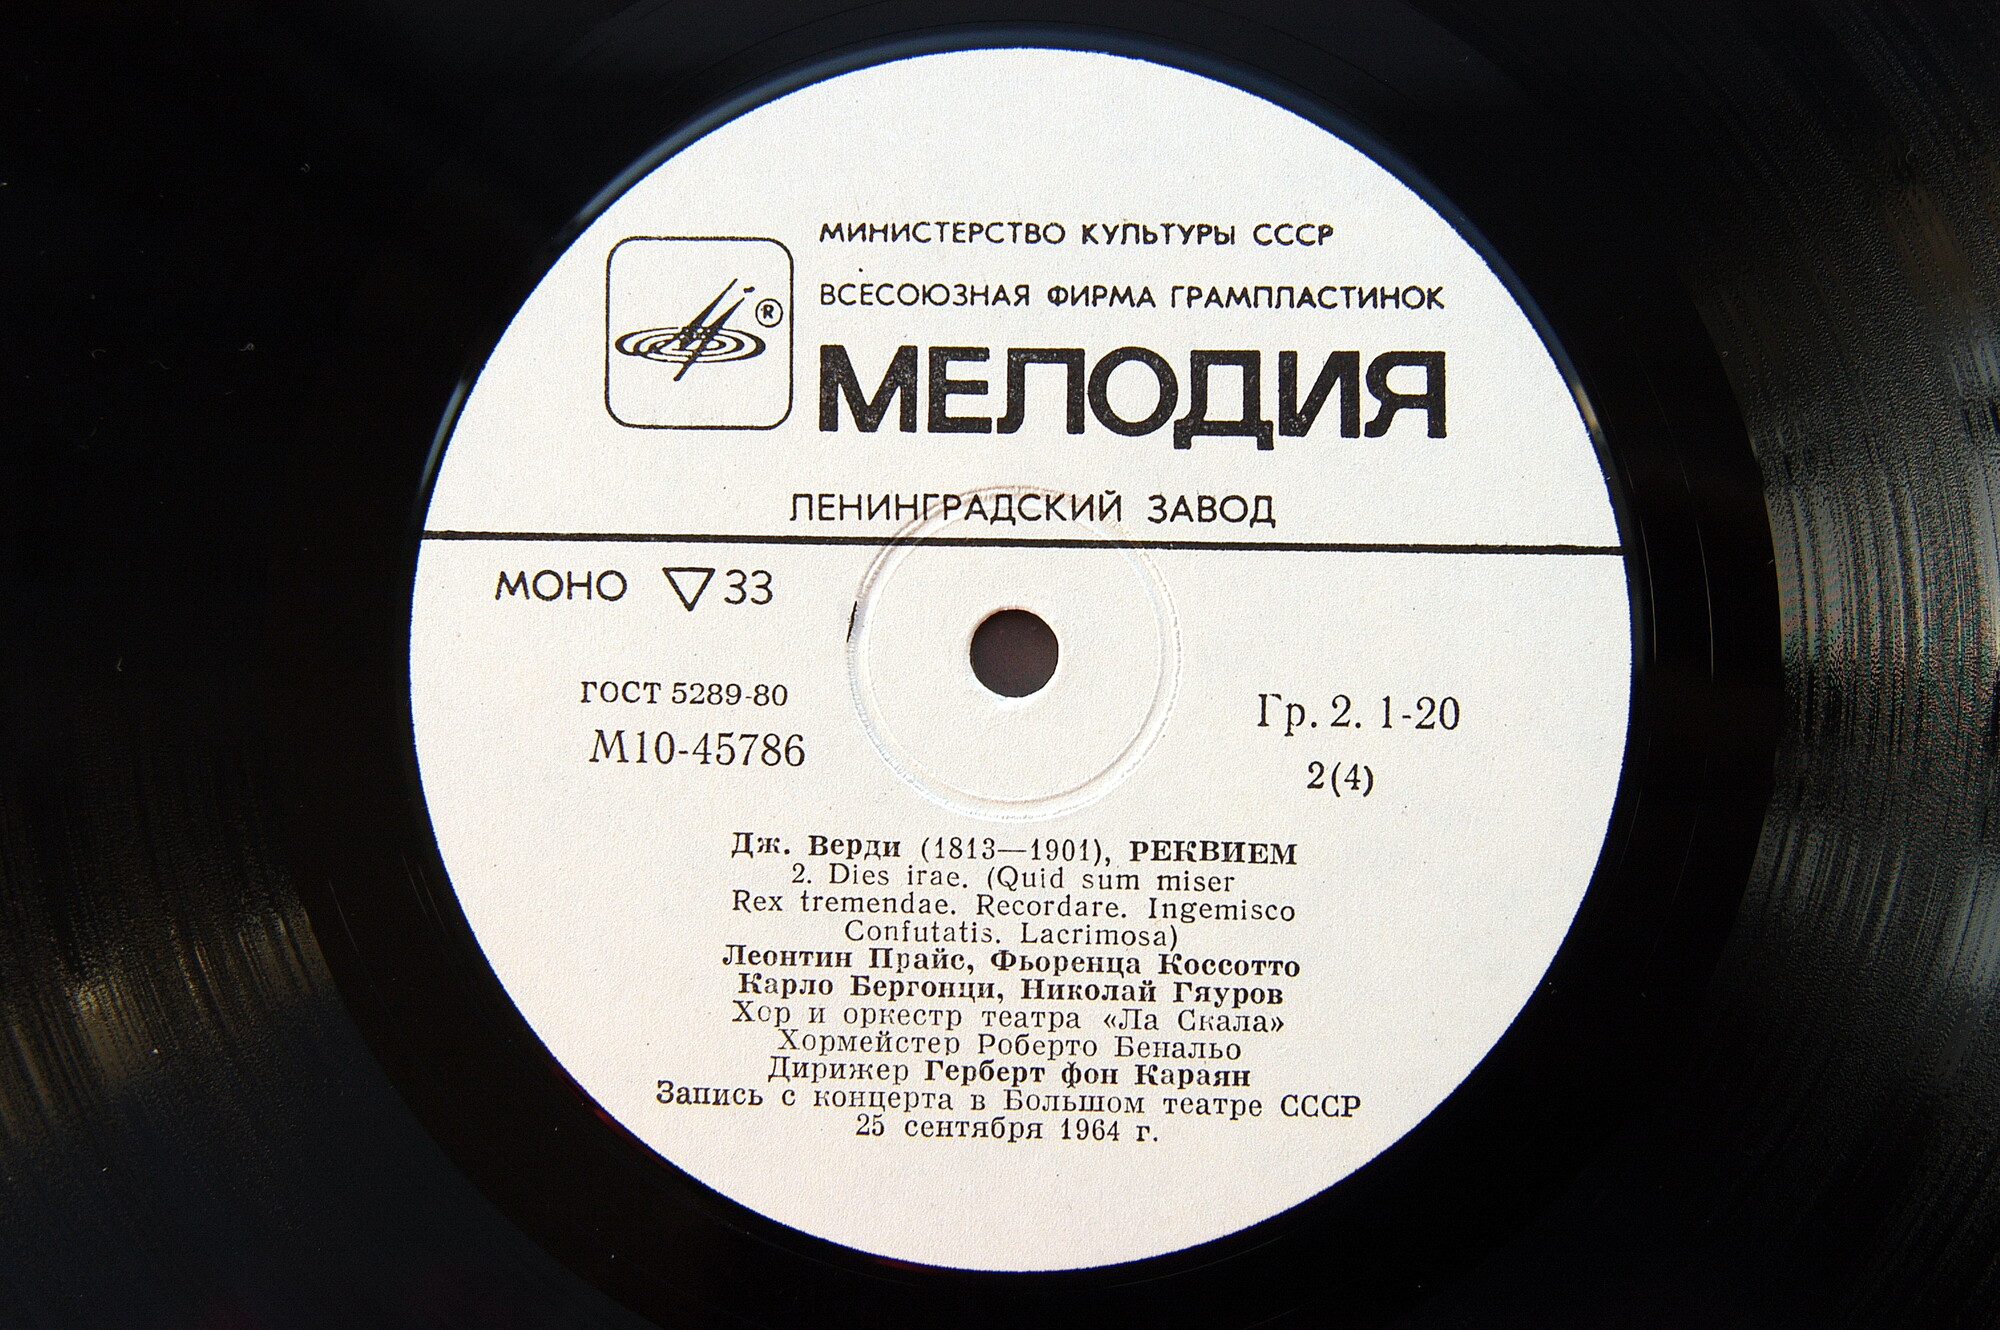 МИНИСТЕРСТВО КУЛЬТУРЫ СССР
ВСЕСОЮЗНАЯ ФИРМА ГРАМПЛАСТИНОК
®
МЕЛОДИЯ
ЛЕНИНГРАДСКИЙ ЗАВОД
МОНО ▽33
ГОСТ 5289-80
М10-45786
Гр. 2. 1-20
2(4)
Дж. Верди (1813—1901), РЕКВИЕМ
2. Dies irae. (Quid sum miser
Rex tremendae. Recordare. Ingemisco
Confutatis. Lacrimosa)
Леонтин Прайс, Фьоренца Коссотто
Карло Бергонци, Николай Гяуров
Хор и оркестр театра «Ла Скала»
Хормейстер Роберто Бенальо
Дирижер Герберт фон Караян
Запись с концерта в Большом театре СССР
25 сентября 1964 г.